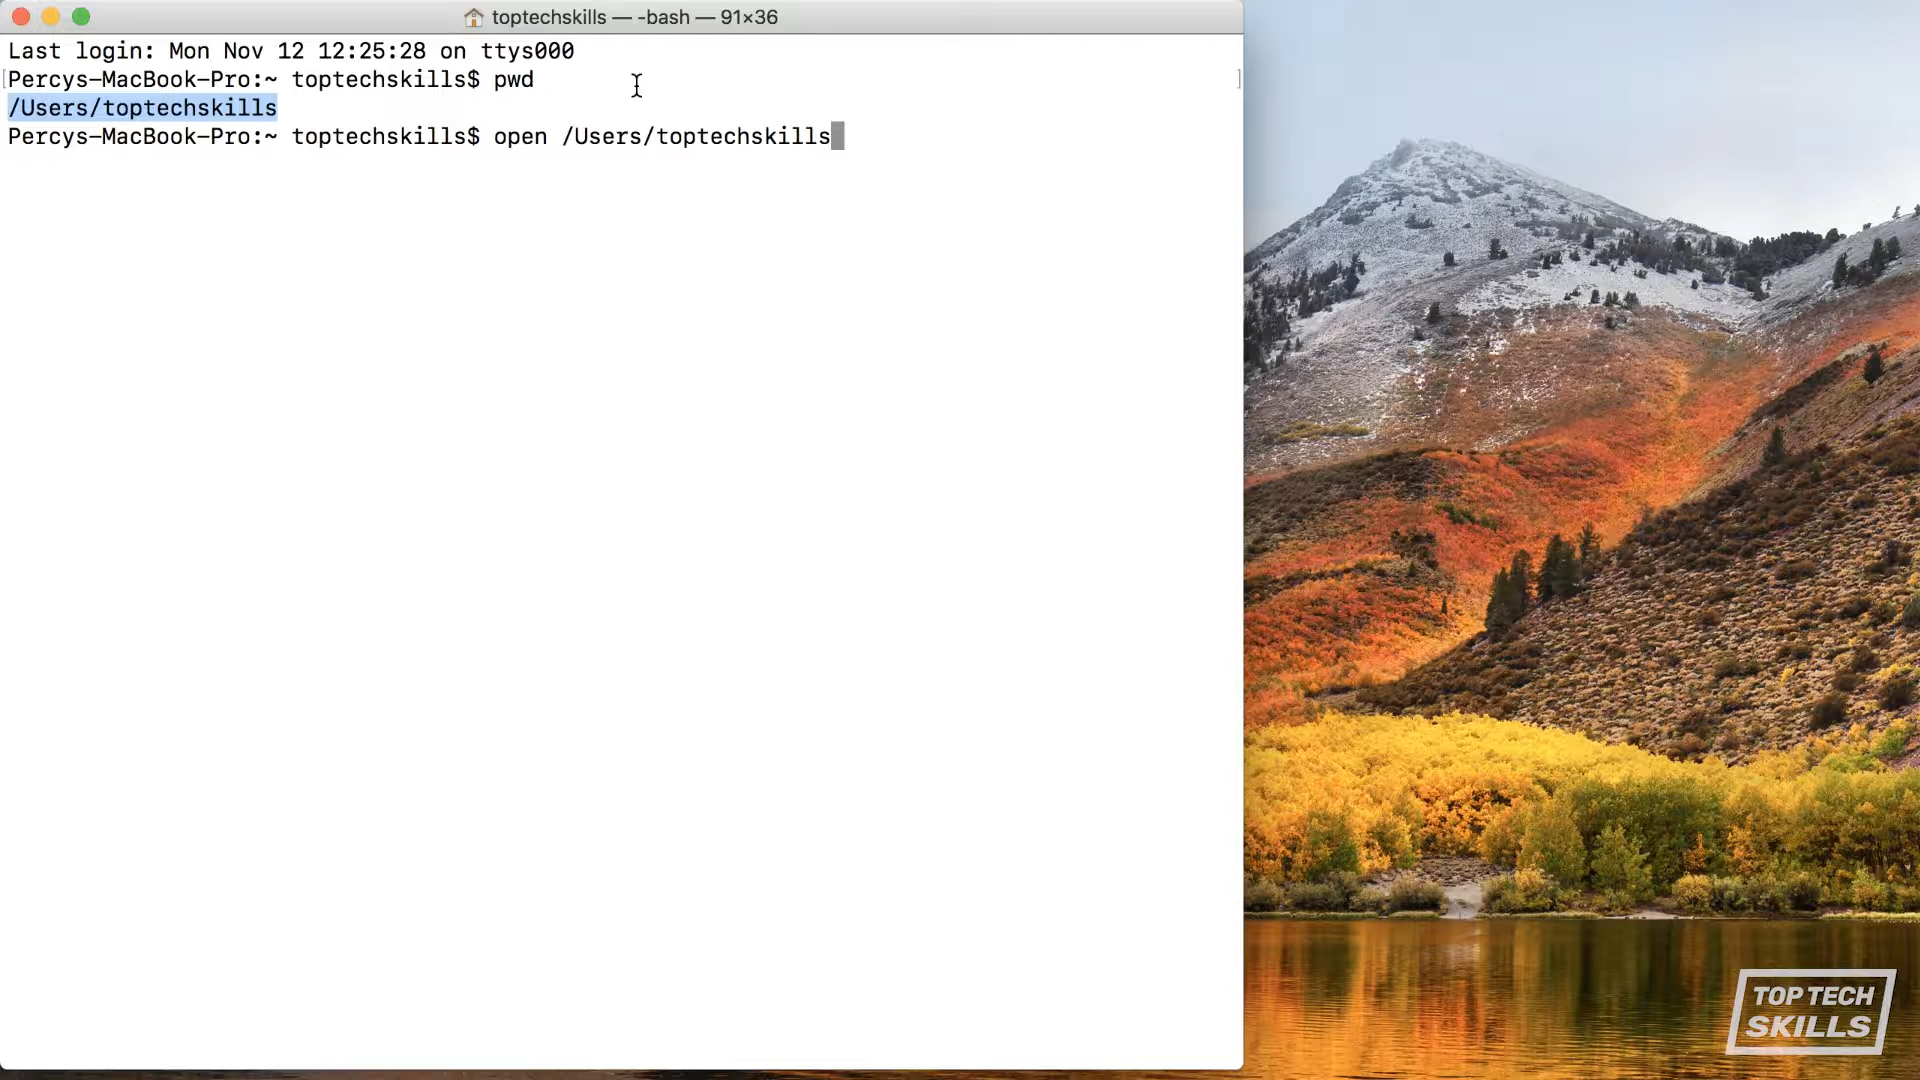 toptechskills — -bash — 91×36
Last login: Mon Nov 12 12:25:28 on ttys000
[Percys-MacBook-Pro:~ toptechskills$ pwd ]
/Users/toptechskills
Percys-MacBook-Pro:~ toptechskills$ open /Users/toptechskills
TOP TECH
SKILLS